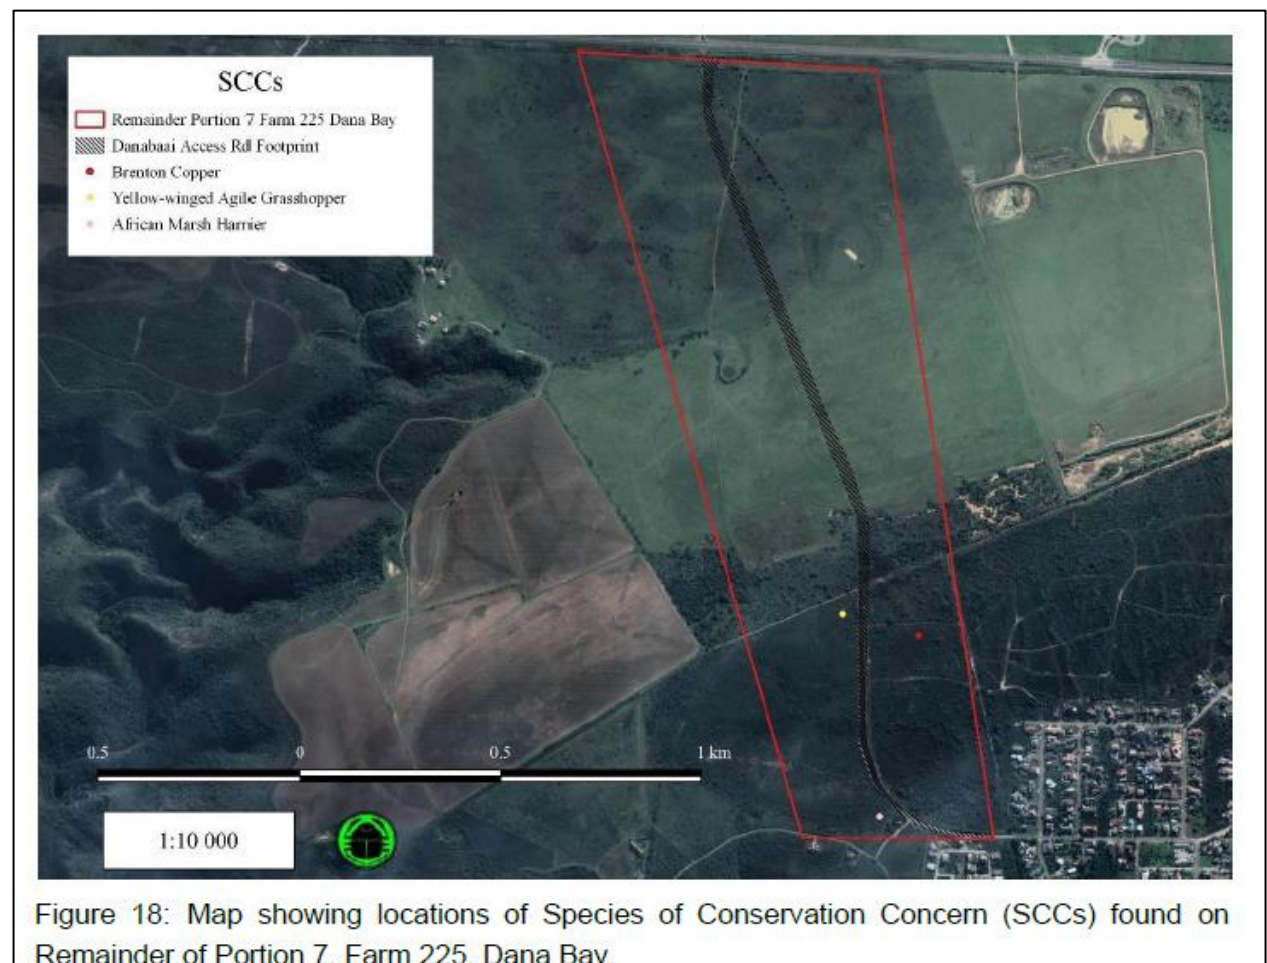 SCCs
Remainder Portion 7 Farm 225 Dana Bay
Danabaai Access Rd Footprint
Brenton Copper
Yellow-winged Agile Grasshopper
African Marsh Harrier
0.5 0 0.5 1 km
1:10 000
Figure 18: Map showing locations of Species of Conservation Concern (SCCs) found on
Remainder of Portion 7, Farm 225, Dana Bay.